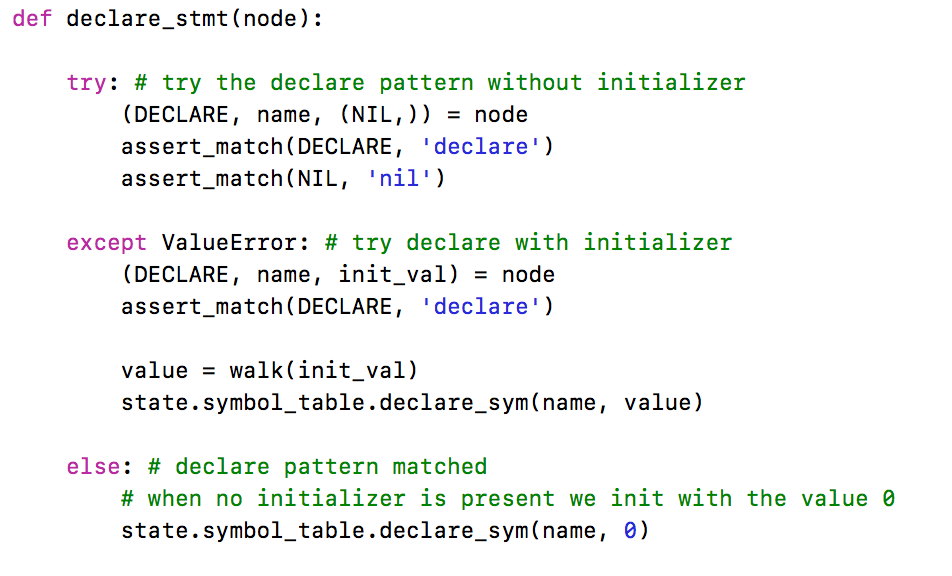 def declare_stmt(node):
try: # try the declare pattern without initializer
(DECLARE, name, (NIL,)) = node
assert_match(DECLARE, 'declare')
assert_match(NIL, 'nil')
except ValueError: # try declare with initializer
(DECLARE, name, init_val) = node
assert_match(DECLARE, 'declare')
value = walk(init_val)
state.symbol_table.declare_sym(name, value)
else: # declare pattern matched
# when no initializer is present we init with the value 0
state.symbol_table.declare_sym(name, 0)